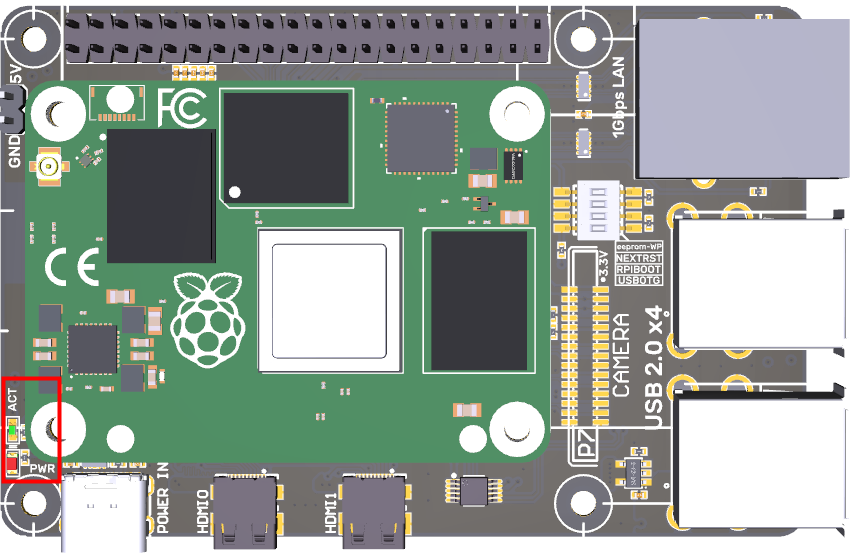 5V
GND
FC
1Gbps LAN
CE
eeprom-WP
NEXTRST
RPIBOOT
USBOTG
3.3V
CAMERA
USB 2.0 x4
P7
ACT
PWR
POWER IN
HDMI0
HDMI1